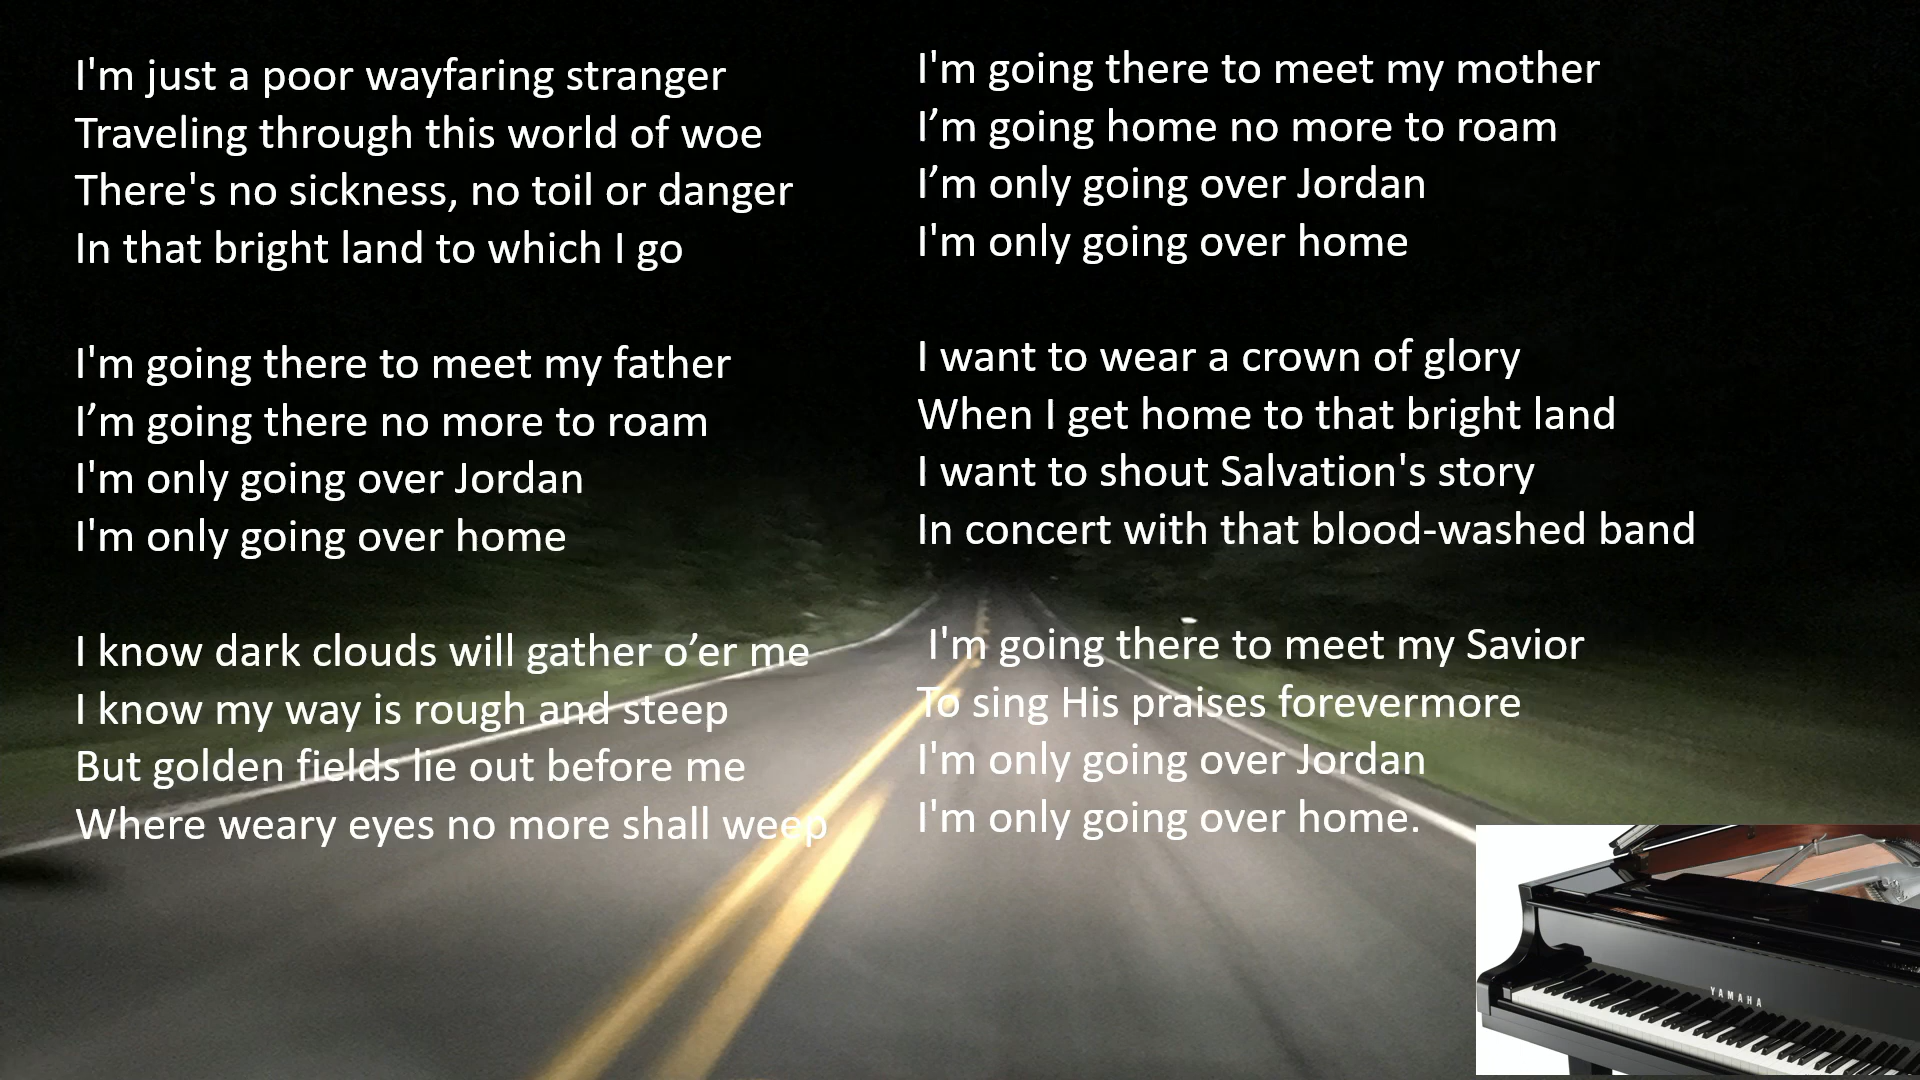 I'm just a poor wayfaring stranger
Traveling through this world of woe
There's no sickness, no toil or danger
In that bright land to which I go
I'm going there to meet my father
I’m going there no more to roam
I'm only going over Jordan
I'm only going over home
I know dark clouds will gather o’er me
I know my way is rough and steep
But golden fields lie out before me
Where weary eyes no more shall weep
I'm going there to meet my mother
I’m going home no more to roam
I’m only going over Jordan
I'm only going over home
I want to wear a crown of glory
When I get home to that bright land
I want to shout Salvation's story
In concert with that blood-washed band
I'm going there to meet my Savior
To sing His praises forevermore
I'm only going over Jordan
I'm only going over home.
YAMAHA